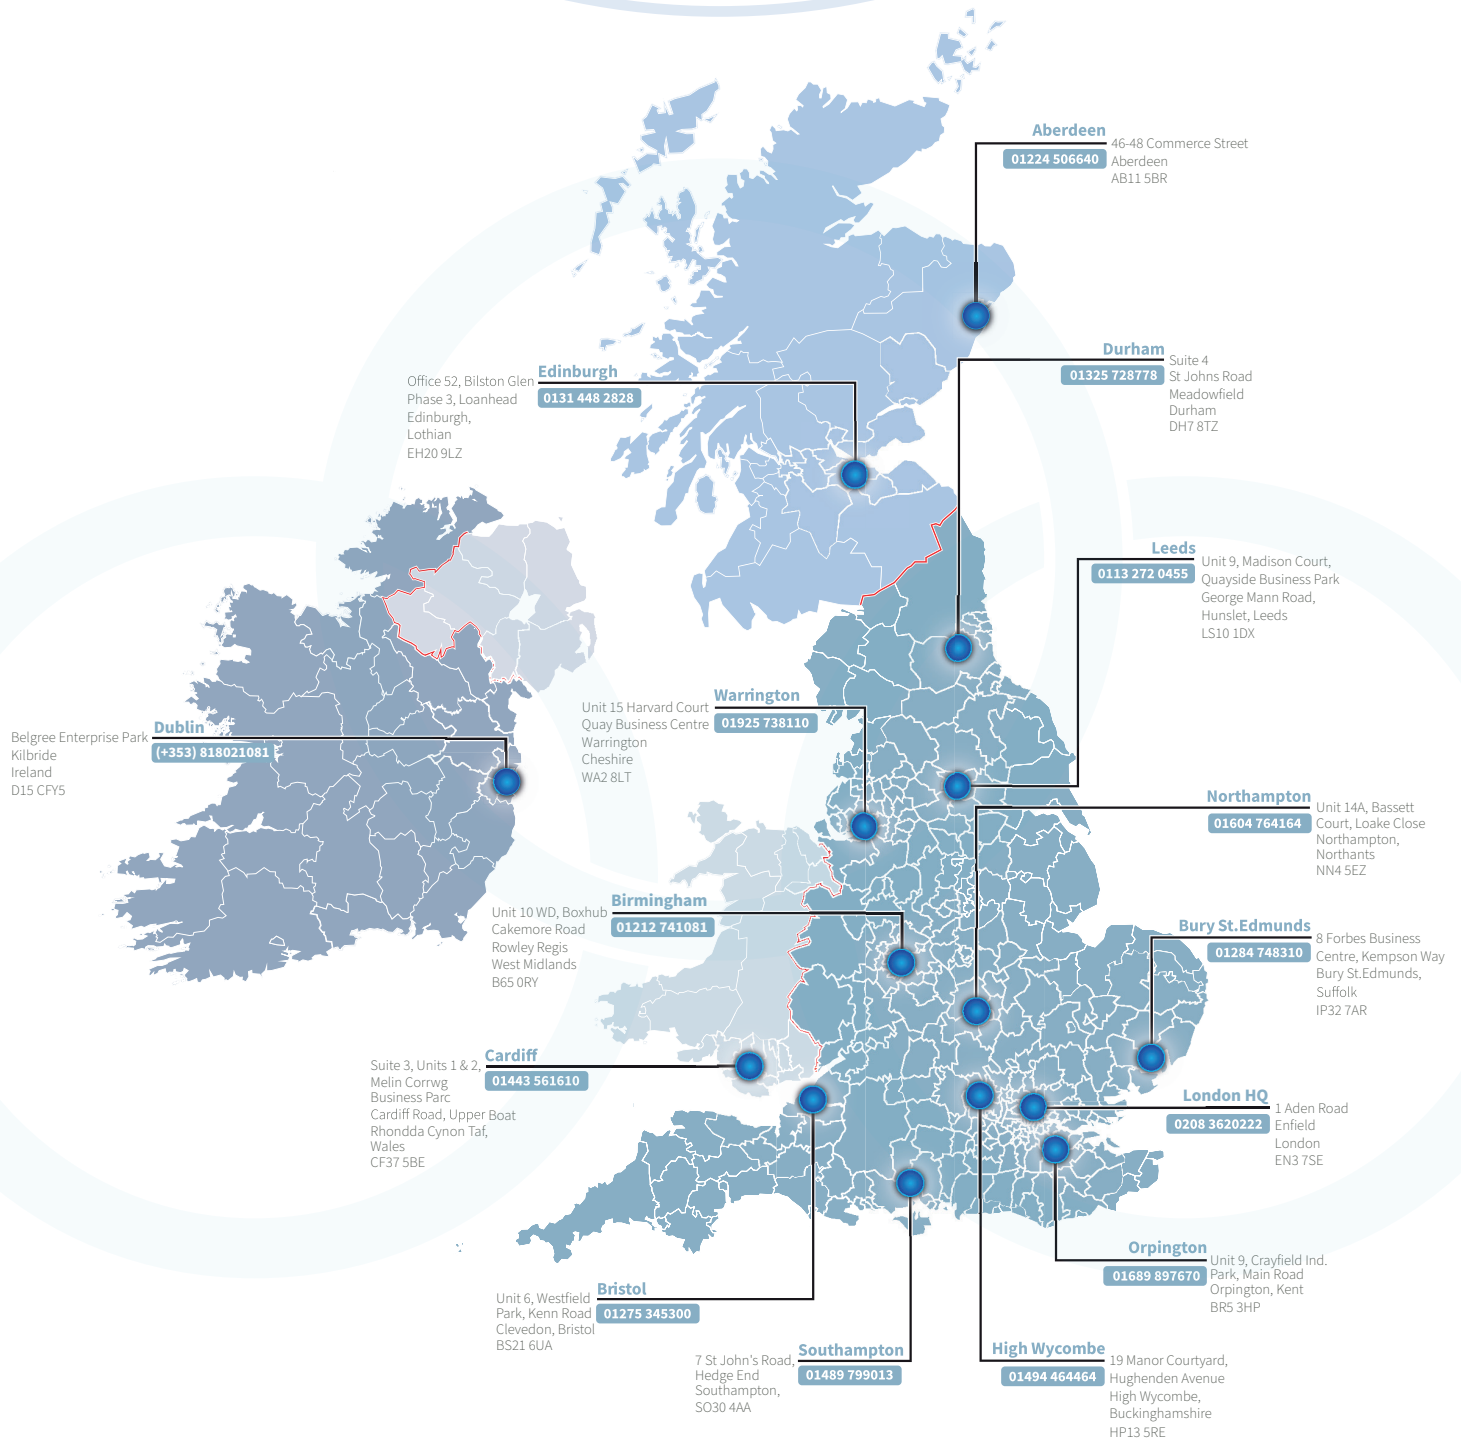 Aberdeen
01224 506640
46-48 Commerce Street
Aberdeen
AB11 5BR
Durham
01325 728778
Suite 4
St Johns Road
Meadowfield
Durham
DH7 8TZ
Edinburgh
0131 448 2828
Office 52, Bilston Glen
Phase 3, Loanhead
Edinburgh,
Lothian
EH20 9LZ
Leeds
0113 272 0455
Unit 9, Madison Court,
Quayside Business Park
George Mann Road,
Hunslet, Leeds
LS10 1DX
Warrington
01925 738110
Unit 15 Harvard Court
Quay Business Centre
Warrington
Cheshire
WA2 8LT
Dublin
(+353) 818021081
Belgree Enterprise Park
Kilbride
Ireland
D15 CFY5
Northampton
01604 764164
Unit 14A, Bassett
Court, Loake Close
Northampton,
Northants
NN4 5EZ
Birmingham
01212 741081
Unit 10 WD, Boxhub
Cakemore Road
Rowley Regis
West Midlands
B65 0RY
Bury St.Edmunds
01284 748310
8 Forbes Business
Centre, Kempson Way
Bury St.Edmunds,
Suffolk
IP32 7AR
Cardiff
01443 561610
Suite 3, Units 1 & 2,
Melin Corrwg
Business Parc
Cardiff Road, Upper Boat
Rhondda Cynon Taf,
Wales
CF37 5BE
London HQ
0208 3620222
1 Aden Road
Enfield
London
EN3 7SE
Orpington
01689 897670
Unit 9, Crayfield Ind.
Park, Main Road
Orpington, Kent
BR5 3HP
Bristol
01275 345300
Unit 6, Westfield
Park, Kenn Road
Clevedon, Bristol
BS21 6UA
Southampton
01489 799013
7 St John's Road,
Hedge End
Southampton,
SO30 4AA
High Wycombe
01494 464464
19 Manor Courtyard,
Hughenden Avenue
High Wycombe,
Buckinghamshire
HP13 5RE